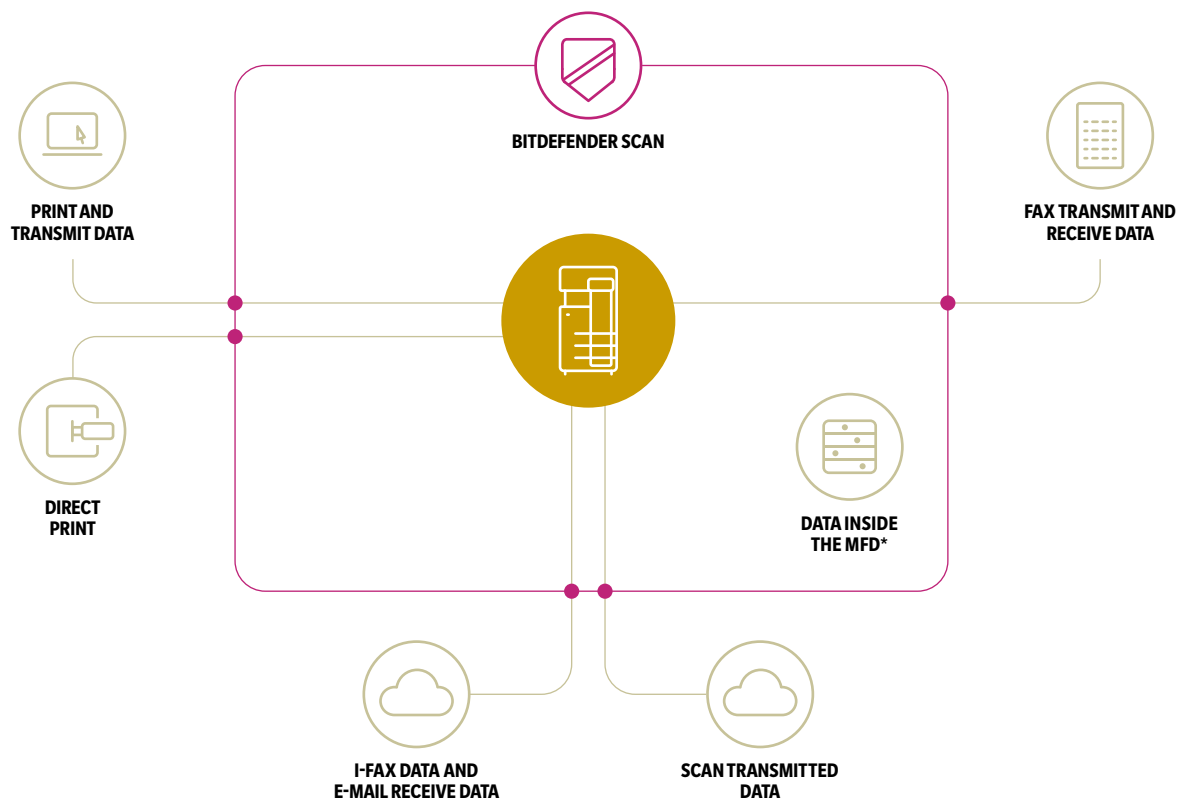 BITDEFENDER SCAN
PRINT AND
TRANSMIT DATA
FAX TRANSMIT AND
RECEIVE DATA
DIRECT
PRINT
DATA INSIDE
THE MFD*
I-FAX DATA AND
E-MAIL RECEIVE DATA
SCAN TRANSMITTED
DATA